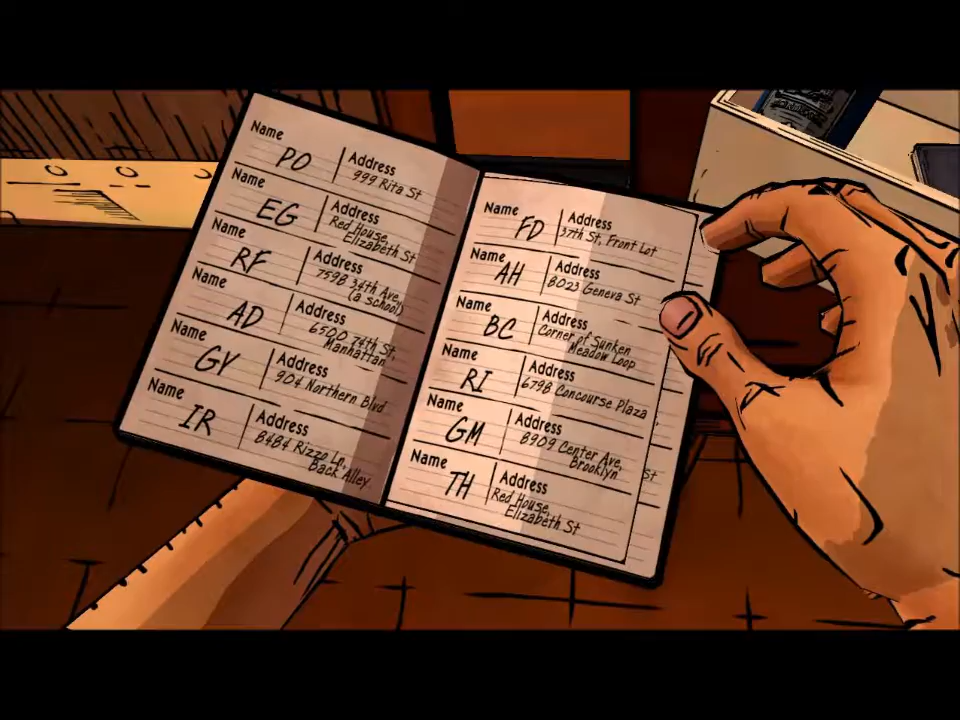 Name PO Address
999 Rita St
Name EG Address
Red House,
Elizabeth St
Name RF Address
759B 34th Ave,
(a school)
Name AD Address
6500 74th St,
Manhattan
Name GY Address
904 Northern Blvd
Name IR Address
8484 Rizzo Ln,
Back Alley
Name FD Address
37th St, Front Lot
Name AH Address
8023 Geneva St
Name BC Address
Corner of Sunken
Meadow Loop
Name RI Address
679B Concourse Plaza
Name GM Address
8909 Center Ave,
Brooklyn
St
Name TH Address
Red House,
Elizabeth St